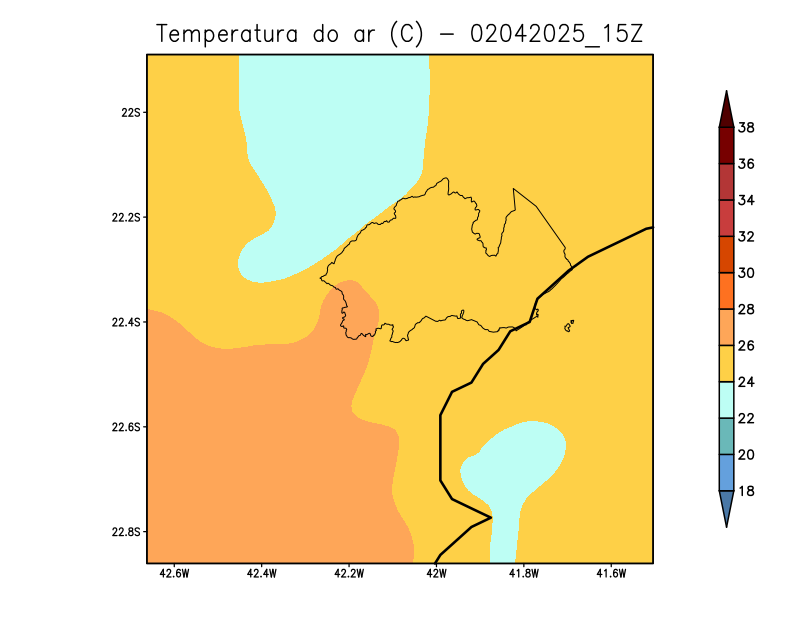 Temperatura do ar (C) - 02042025_15Z
22S
22.2S
22.4S
22.6S
22.8S
42.6W
42.4W
42.2W
42W
41.8W
41.6W
38
36
34
32
30
28
26
24
22
20
18